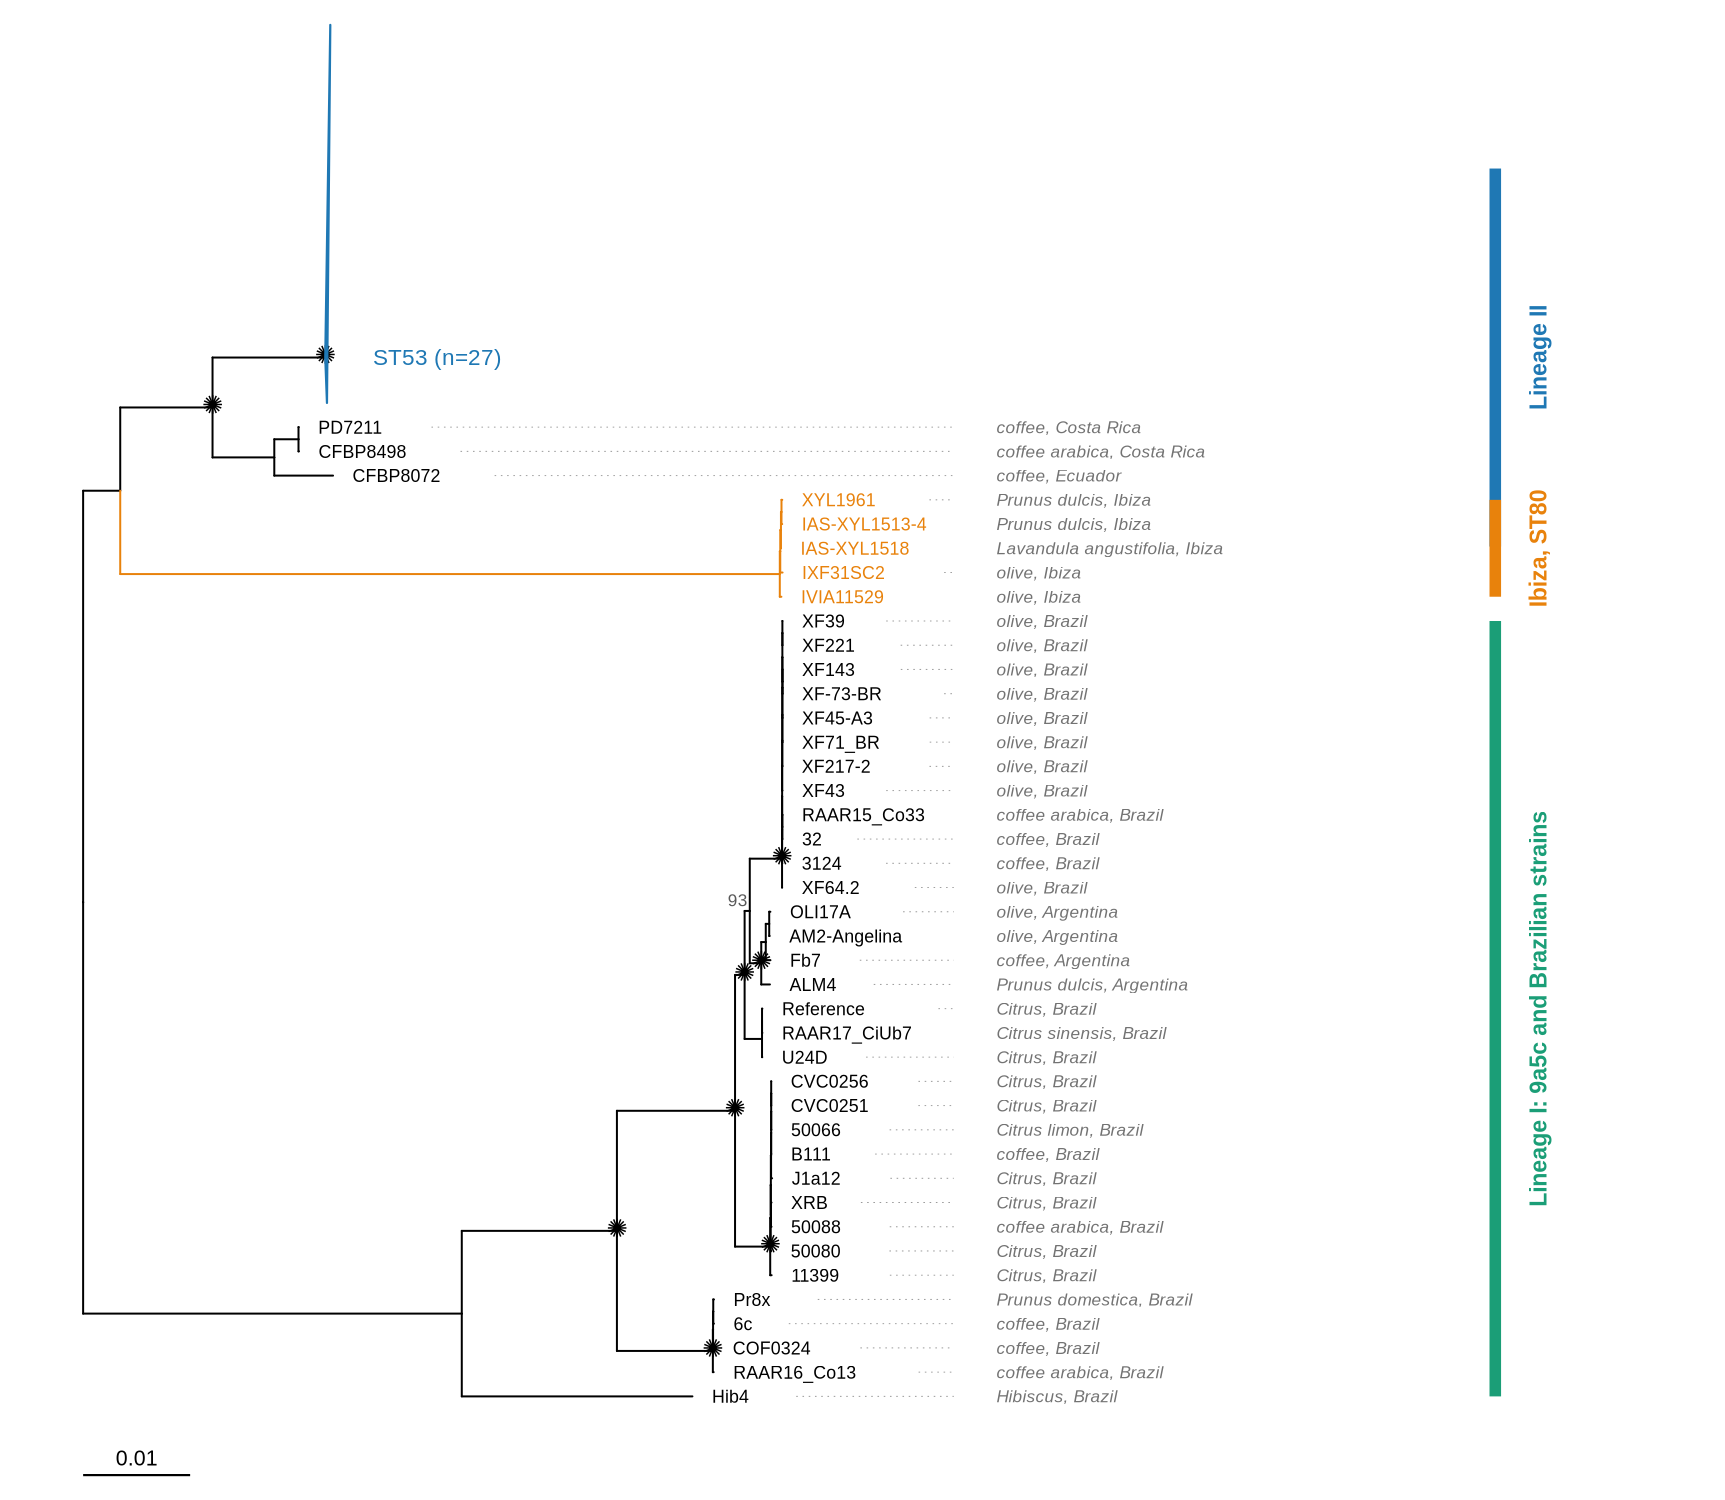 ST53 (n=27)
Lineage II
PD7211 coffee, Costa Rica
CFBP8498 coffee arabica, Costa Rica
CFBP8072 coffee, Ecuador
XYL1961 Prunus dulcis, Ibiza
IAS-XYL1513-4 Prunus dulcis, Ibiza
IAS-XYL1518 Lavandula angustifolia, Ibiza
IXF31SC2 olive, Ibiza
IVIA11529 olive, Ibiza
Ibiza, ST80
XF39 olive, Brazil
XF221 olive, Brazil
XF143 olive, Brazil
XF-73-BR olive, Brazil
XF45-A3 olive, Brazil
XF71_BR olive, Brazil
XF217-2 olive, Brazil
XF43 olive, Brazil
RAAR15_Co33 coffee arabica, Brazil
32 coffee, Brazil
3124 coffee, Brazil
XF64.2 olive, Brazil
93
OLI17A olive, Argentina
AM2-Angelina olive, Argentina
Fb7 coffee, Argentina
ALM4 Prunus dulcis, Argentina
Reference Citrus, Brazil
RAAR17_CiUb7 Citrus sinensis, Brazil
U24D Citrus, Brazil
CVC0256 Citrus, Brazil
CVC0251 Citrus, Brazil
50066 Citrus limon, Brazil
B111 coffee, Brazil
J1a12 Citrus, Brazil
XRB Citrus, Brazil
50088 coffee arabica, Brazil
50080 Citrus, Brazil
11399 Citrus, Brazil
Pr8x Prunus domestica, Brazil
6c coffee, Brazil
COF0324 coffee, Brazil
RAAR16_Co13 coffee arabica, Brazil
Hib4 Hibiscus, Brazil
Lineage I: 9a5c and Brazilian strains
0.01